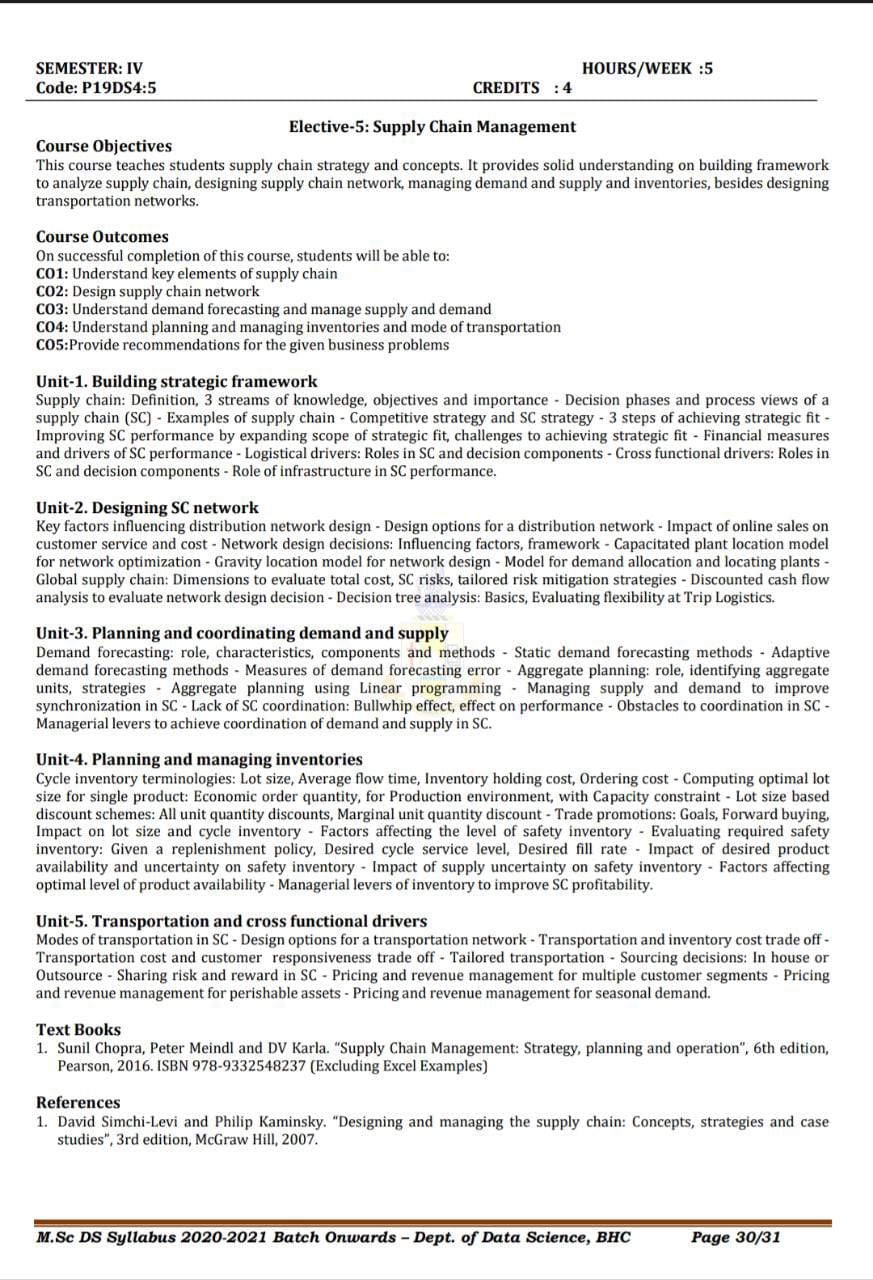 SEMESTER: IV HOURS/WEEK :5
Code: P19DS4:5 CREDITS : 4
Elective-5: Supply Chain Management
Course Objectives
This course teaches students supply chain strategy and concepts. It provides solid understanding on building framework
to analyze supply chain, designing supply chain network, managing demand and supply and inventories, besides designing
transportation networks.
Course Outcomes
On successful completion of this course, students will be able to:
CO1: Understand key elements of supply chain
CO2: Design supply chain network
CO3: Understand demand forecasting and manage supply and demand
CO4: Understand planning and managing inventories and mode of transportation
CO5:Provide recommendations for the given business problems
Unit-1. Building strategic framework
Supply chain: Definition, 3 streams of knowledge, objectives and importance - Decision phases and process views of a
supply chain (SC) - Examples of supply chain - Competitive strategy and SC strategy - 3 steps of achieving strategic fit -
Improving SC performance by expanding scope of strategic fit, challenges to achieving strategic fit - Financial measures
and drivers of SC performance - Logistical drivers: Roles in SC and decision components - Cross functional drivers: Roles in
SC and decision components - Role of infrastructure in SC performance.
Unit-2. Designing SC network
Key factors influencing distribution network design - Design options for a distribution network - Impact of online sales on
customer service and cost - Network design decisions: Influencing factors, framework - Capacitated plant location model
for network optimization - Gravity location model for network design - Model for demand allocation and locating plants -
Global supply chain: Dimensions to evaluate total cost, SC risks, tailored risk mitigation strategies - Discounted cash flow
analysis to evaluate network design decision - Decision tree analysis: Basics, Evaluating flexibility at Trip Logistics.
Unit-3. Planning and coordinating demand and supply
Demand forecasting: role, characteristics, components and methods - Static demand forecasting methods - Adaptive
demand forecasting methods - Measures of demand forecasting error - Aggregate planning: role, identifying aggregate
units, strategies - Aggregate planning using Linear programming - Managing supply and demand to improve
synchronization in SC - Lack of SC coordination: Bullwhip effect, effect on performance - Obstacles to coordination in SC -
Managerial levers to achieve coordination of demand and supply in SC.
Unit-4. Planning and managing inventories
Cycle inventory terminologies: Lot size, Average flow time, Inventory holding cost, Ordering cost - Computing optimal lot
size for single product: Economic order quantity, for Production environment, with Capacity constraint - Lot size based
discount schemes: All unit quantity discounts, Marginal unit quantity discount - Trade promotions: Goals, Forward buying,
Impact on lot size and cycle inventory - Factors affecting the level of safety inventory - Evaluating required safety
inventory: Given a replenishment policy, Desired cycle service level, Desired fill rate - Impact of desired product
availability and uncertainty on safety inventory - Impact of supply uncertainty on safety inventory - Factors affecting
optimal level of product availability - Managerial levers of inventory to improve SC profitability.
Unit-5. Transportation and cross functional drivers
Modes of transportation in SC - Design options for a transportation network - Transportation and inventory cost trade off -
Transportation cost and customer responsiveness trade off - Tailored transportation - Sourcing decisions: In house or
Outsource - Sharing risk and reward in SC - Pricing and revenue management for multiple customer segments - Pricing
and revenue management for perishable assets - Pricing and revenue management for seasonal demand.
Text Books
1. Sunil Chopra, Peter Meindl and DV Karla. “Supply Chain Management: Strategy, planning and operation”, 6th edition,
Pearson, 2016. ISBN 978-9332548237 (Excluding Excel Examples)
References
1. David Simchi-Levi and Philip Kaminsky. “Designing and managing the supply chain: Concepts, strategies and case
studies”, 3rd edition, McGraw Hill, 2007.
M.Sc DS Syllabus 2020-2021 Batch Onwards – Dept. of Data Science, BHC Page 30/31